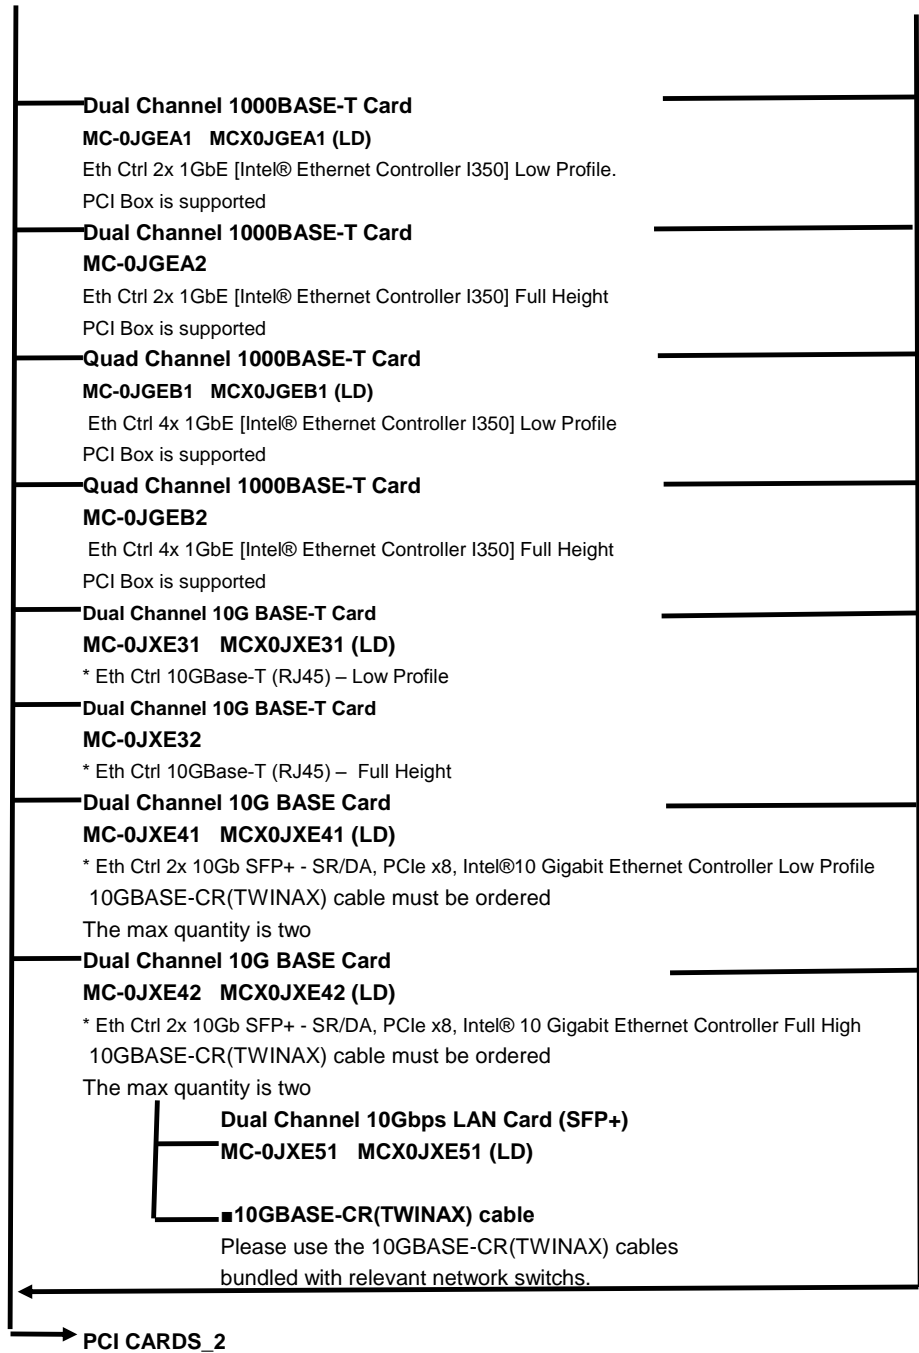 Dual Channel 1000BASE-T Card
MC-0JGEA1 MCX0JGEA1 (LD)
Eth Ctrl 2x 1GbE [Intel® Ethernet Controller I350] Low Profile.
PCI Box is supported
Dual Channel 1000BASE-T Card
MC-0JGEA2
Eth Ctrl 2x 1GbE [Intel® Ethernet Controller I350] Full Height
PCI Box is supported
Quad Channel 1000BASE-T Card
MC-0JGEB1 MCX0JGEB1 (LD)
Eth Ctrl 4x 1GbE [Intel® Ethernet Controller I350] Low Profile
PCI Box is supported
Quad Channel 1000BASE-T Card
MC-0JGEB2
Eth Ctrl 4x 1GbE [Intel® Ethernet Controller I350] Full Height
PCI Box is supported
Dual Channel 10G BASE-T Card
MC-0JXE31 MCX0JXE31 (LD)
* Eth Ctrl 10GBase-T (RJ45) – Low Profile
Dual Channel 10G BASE-T Card
MC-0JXE32
* Eth Ctrl 10GBase-T (RJ45) – Full Height
Dual Channel 10G BASE Card
MC-0JXE41 MCX0JXE41 (LD)
* Eth Ctrl 2x 10Gb SFP+ - SR/DA, PCIe x8, Intel®10 Gigabit Ethernet Controller Low Profile
10GBASE-CR(TWINAX) cable must be ordered
The max quantity is two
Dual Channel 10G BASE Card
MC-0JXE42 MCX0JXE42 (LD)
* Eth Ctrl 2x 10Gb SFP+ - SR/DA, PCIe x8, Intel® 10 Gigabit Ethernet Controller Full High
10GBASE-CR(TWINAX) cable must be ordered
The max quantity is two
Dual Channel 10Gbps LAN Card (SFP+)
MC-0JXE51 MCX0JXE51 (LD)
■10GBASE-CR(TWINAX) cable
Please use the 10GBASE-CR(TWINAX) cables
bundled with relevant network switchs.
PCI CARDS_2